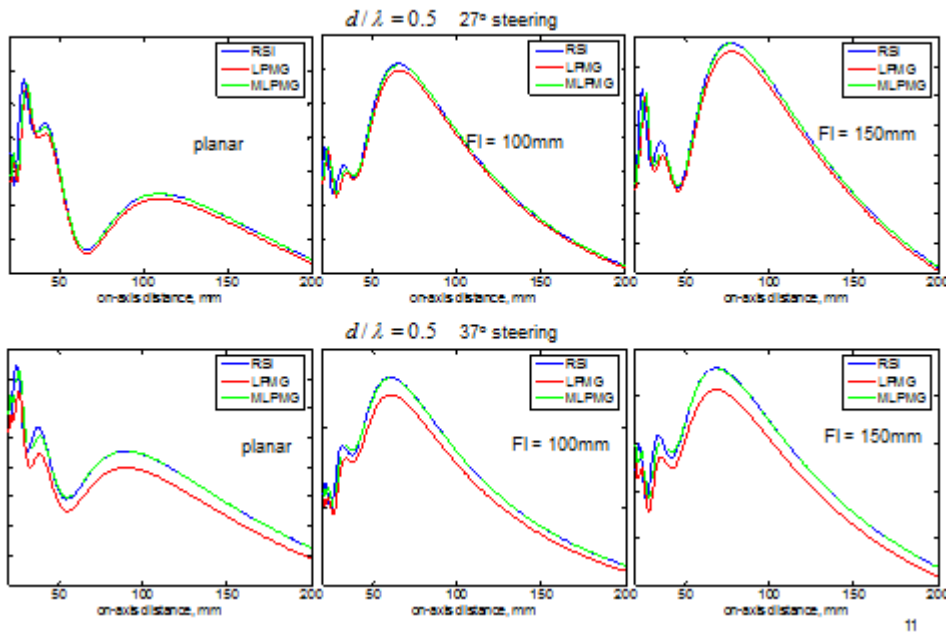 d / λ = 0.5 27° steering
RSI
LPMG
MLPMG
planar
50 100 150 200
on-axis distance, mm
RSI
LPMG
MLPMG
Fl = 100mm
50 100 150 200
on-axis distance, mm
RSI
LPMG
MLPMG
Fl = 150mm
50 100 150 200
on-axis distance, mm
d / λ = 0.5 37° steering
RSI
LPMG
MLPMG
planar
50 100 150 200
on-axis distance, mm
RSI
LPMG
MLPMG
Fl = 100mm
50 100 150 200
on-axis distance, mm
RSI
LPMG
MLPMG
Fl = 150mm
50 100 150 200
on-axis distance, mm
11